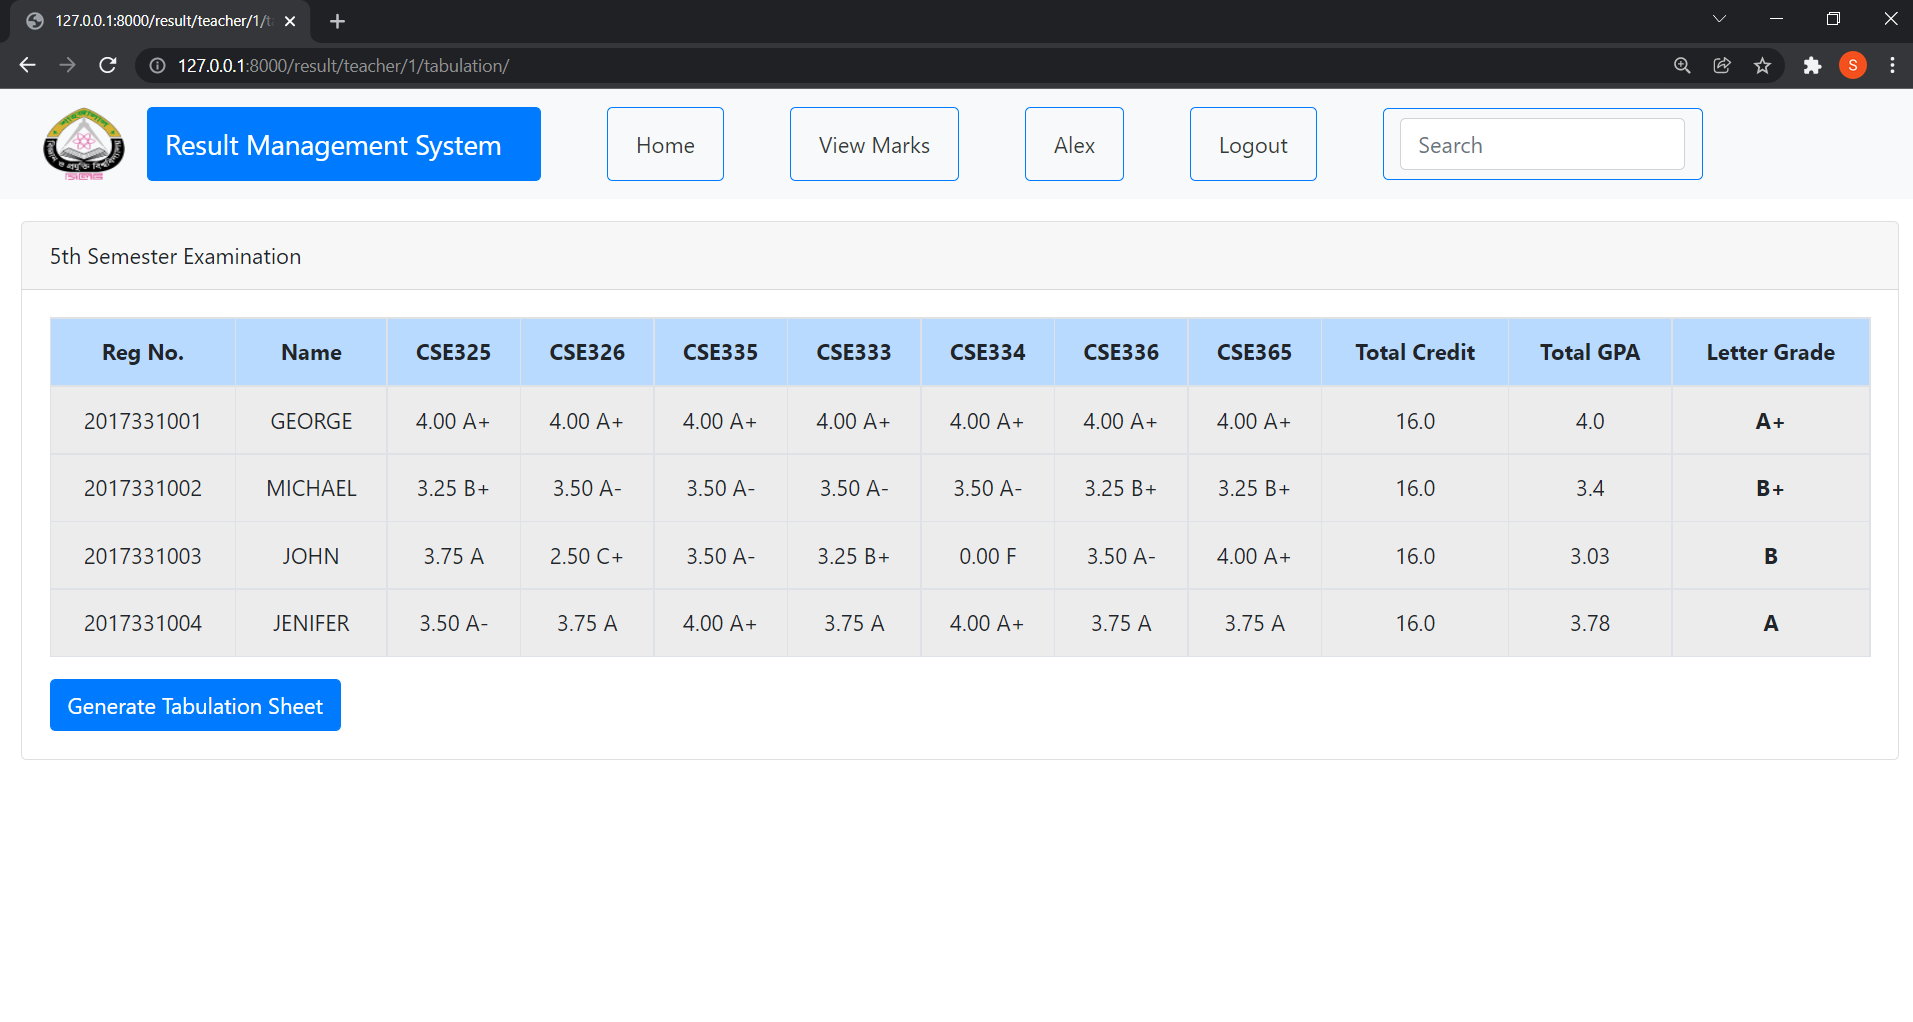 127.0.0.1:8000/result/teacher/1/t
127.0.0.1:8000/result/teacher/1/tabulation/
S
Result Management System Home View Marks Alex Logout Search
5th Semester Examination
Reg No. Name CSE325 CSE326 CSE335 CSE333 CSE334 CSE336 CSE365 Total Credit Total GPA Letter Grade
2017331001 GEORGE 4.00 A+ 4.00 A+ 4.00 A+ 4.00 A+ 4.00 A+ 4.00 A+ 4.00 A+ 16.0 4.0 A+
2017331002 MICHAEL 3.25 B+ 3.50 A- 3.50 A- 3.50 A- 3.50 A- 3.25 B+ 3.25 B+ 16.0 3.4 B+
2017331003 JOHN 3.75 A 2.50 C+ 3.50 A- 3.25 B+ 0.00 F 3.50 A- 4.00 A+ 16.0 3.03 B
2017331004 JENIFER 3.50 A- 3.75 A 4.00 A+ 3.75 A 4.00 A+ 3.75 A 3.75 A 16.0 3.78 A
Generate Tabulation Sheet